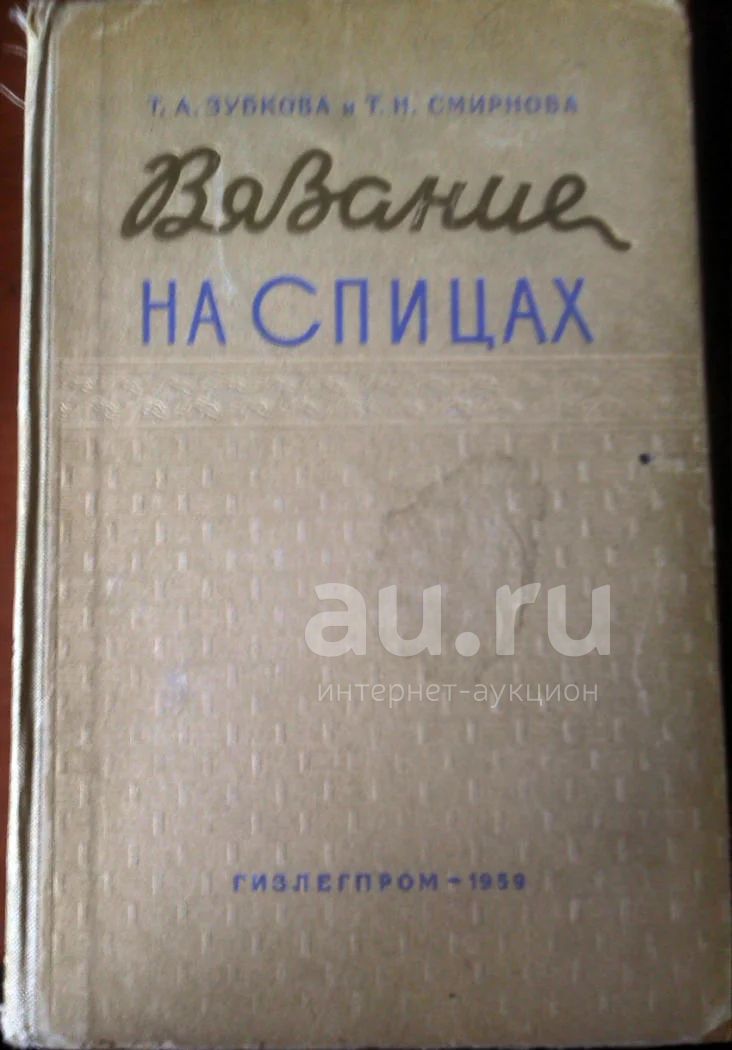 Т. А. ЗУБКОВА и Т. Н. СМИРНОВА
Вязание
НА СПИЦАХ
au.ru
интернет-аукцион
ГИЗЛЕГПРОМ – 1959